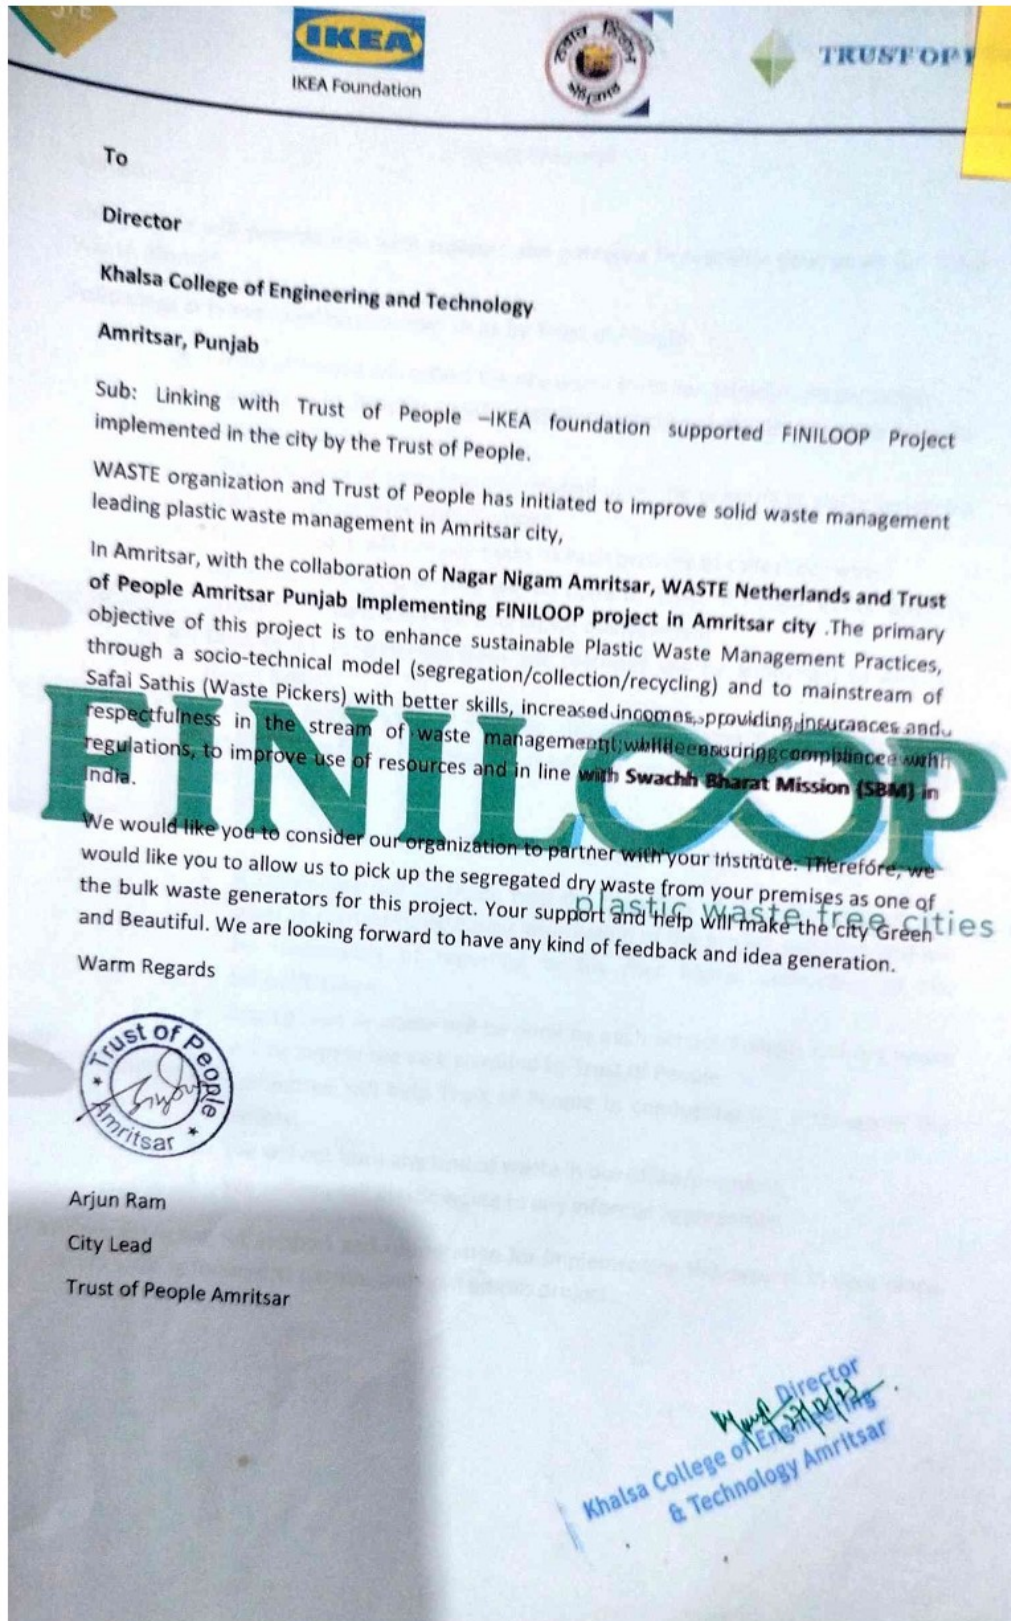 STE
IKEA
IKEA Foundation
TRUST OF
To
Director
Khalsa College of Engineering and Technology
Amritsar, Punjab
Sub: Linking with Trust of People –IKEA foundation supported FINILOOP Project
implemented in the city by the Trust of People.
WASTE organization and Trust of People has initiated to improve solid waste management
leading plastic waste management in Amritsar city,
In Amritsar, with the collaboration of Nagar Nigam Amritsar, WASTE Netherlands and Trust
of People Amritsar Punjab Implementing FINILOOP project in Amritsar city .The primary
objective of this project is to enhance sustainable Plastic Waste Management Practices,
through a socio-technical model (segregation/collection/recycling) and to mainstream of
Safai Sathis (Waste Pickers) with better skills, increased incomes, providing insurances and
respectfulness in the stream of waste management; while ensuring compliance with
regulations, to improve use of resources and in line with Swachh Bharat Mission (SBM) in
India.
FINILOOP
plastic waste free cities
We would like you to consider our organization to partner with your Institute. Therefore, we
would like you to allow us to pick up the segregated dry waste from your premises as one of
the bulk waste generators for this project. Your support and help will make the city Green
and Beautiful. We are looking forward to have any kind of feedback and idea generation.
Warm Regards
Trust of People
Amritsar
Arjun Ram
City Lead
Trust of People Amritsar
Director
Khalsa College of Engineering
& Technology Amritsar